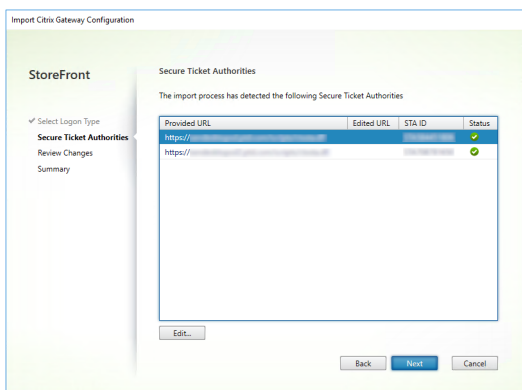 Import Citrix Gateway Configuration
StoreFront
✔ Select Logon Type
Secure Ticket Authorities
Review Changes
Summary
Secure Ticket Authorities
The import process has detected the following Secure Ticket Authorities
Provided URL Edited URL STA ID Status
https://
https://
Edit...
Back Next Cancel